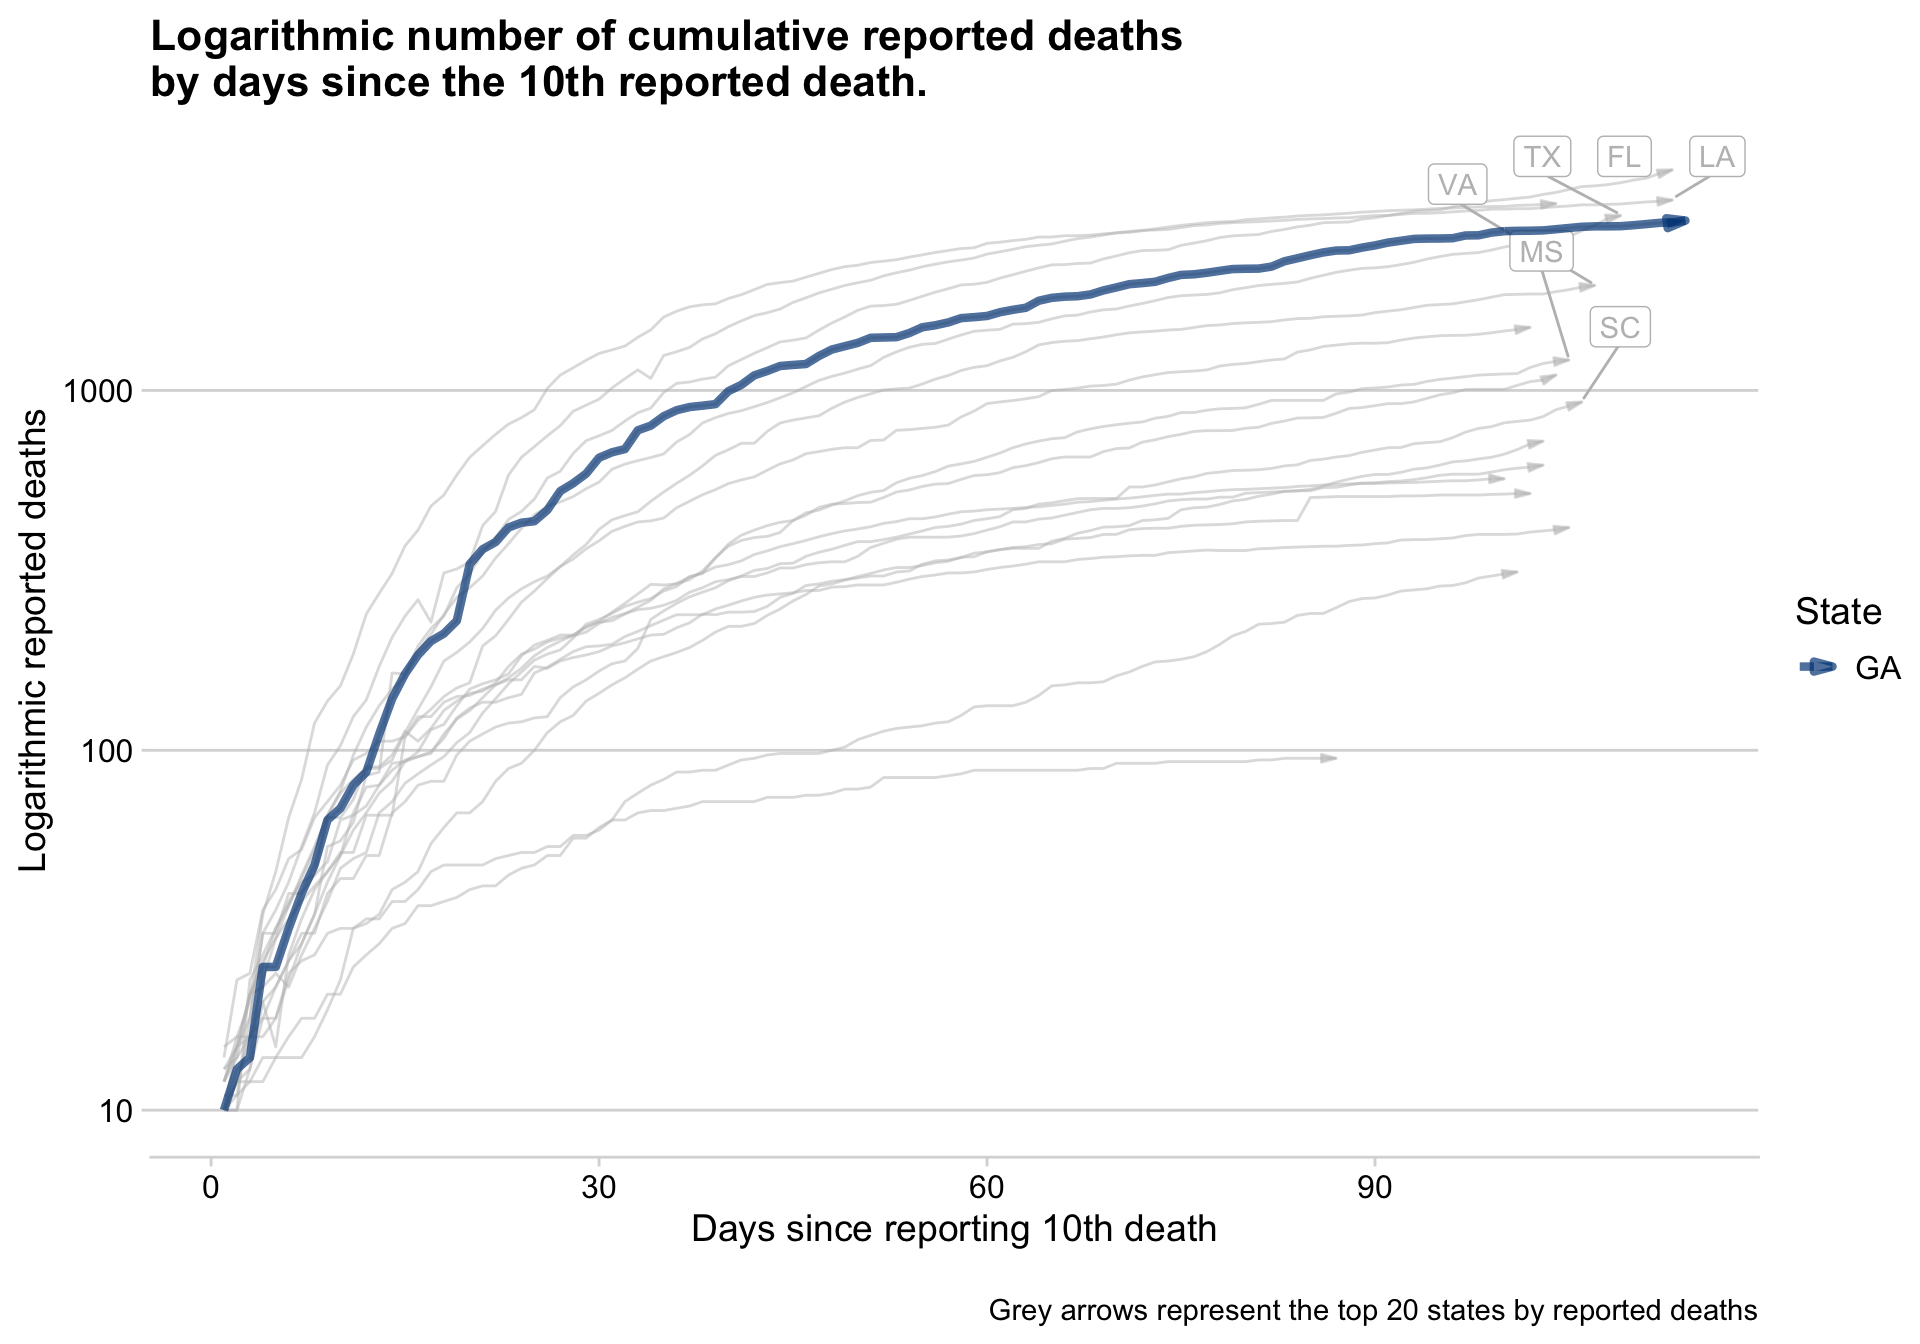 Logarithmic number of cumulative reported deaths
by days since the 10th reported death.
TX
FL
LA
VA
MS
SC
1000
100
10
Logarithmic reported deaths
0
30
60
90
Days since reporting 10th death
State
GA
Grey arrows represent the top 20 states by reported deaths